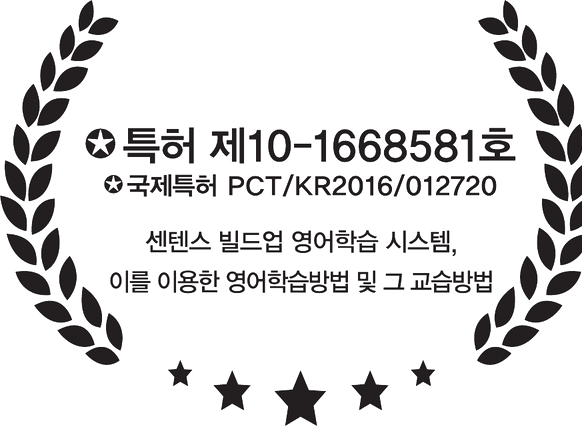 ✪특허 제10-1668581호
✪국제특허 PCT/KR2016/012720
센텐스 빌드업 영어학습 시스템,
이를 이용한 영어학습방법 및 그 교습방법